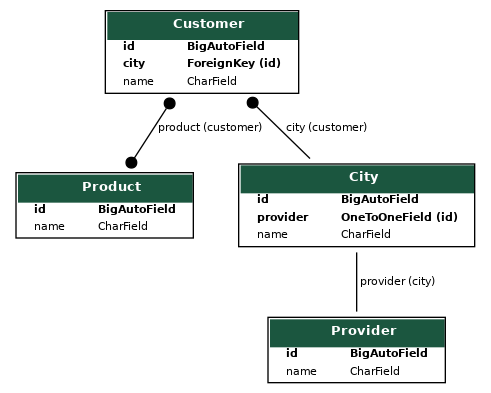 Customer
id BigAutoField
city ForeignKey (id)
name CharField
product (customer)
city (customer)
Product
id BigAutoField
name CharField
City
id BigAutoField
provider OneToOneField (id)
name CharField
provider (city)
Provider
id BigAutoField
name CharField